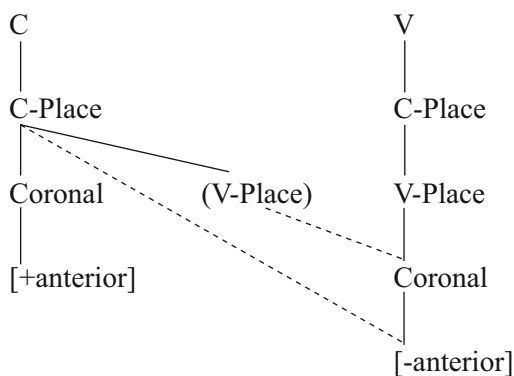 C V
C-Place C-Place
Coronal (V-Place) V-Place
[+anterior] Coronal
[-anterior]